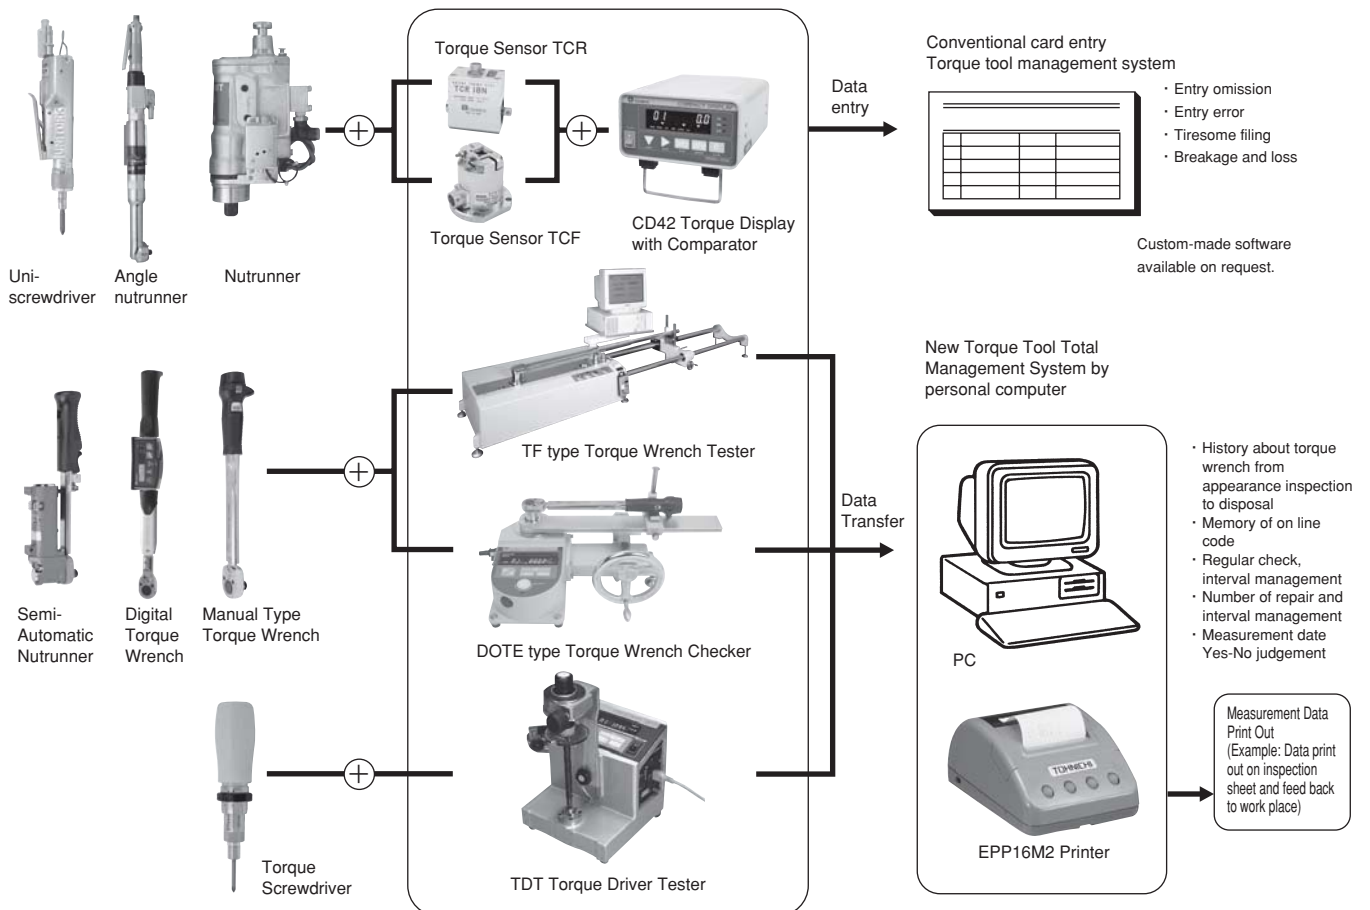 Torque Sensor TCR
TCR 10N
Torque Sensor TCF
01 0.0
CD42 Torque Display
with Comparator
Uni-
screwdriver
Angle
nutrunner
Nutrunner
Data
entry
Conventional card entry
Torque tool management system
・Entry omission
・Entry error
・Tiresome filing
・Breakage and loss
Custom-made software
available on request.
TF type Torque Wrench Tester
DOTE type Torque Wrench Checker
Semi-
Automatic
Nutrunner
Digital
Torque
Wrench
Manual Type
Torque Wrench
Data
Transfer
New Torque Tool Total
Management System by
personal computer
PC
・History about torque
wrench from
appearance inspection
to disposal
・Memory of on line
code
・Regular check,
interval management
・Number of repair and
interval management
・Measurement date
Yes-No judgement
TOHNICHI
EPP16M2 Printer
Measurement Data
Print Out
(Example: Data print
out on inspection
sheet and feed back
to work place)
Torque
Screwdriver
TDT Torque Driver Tester